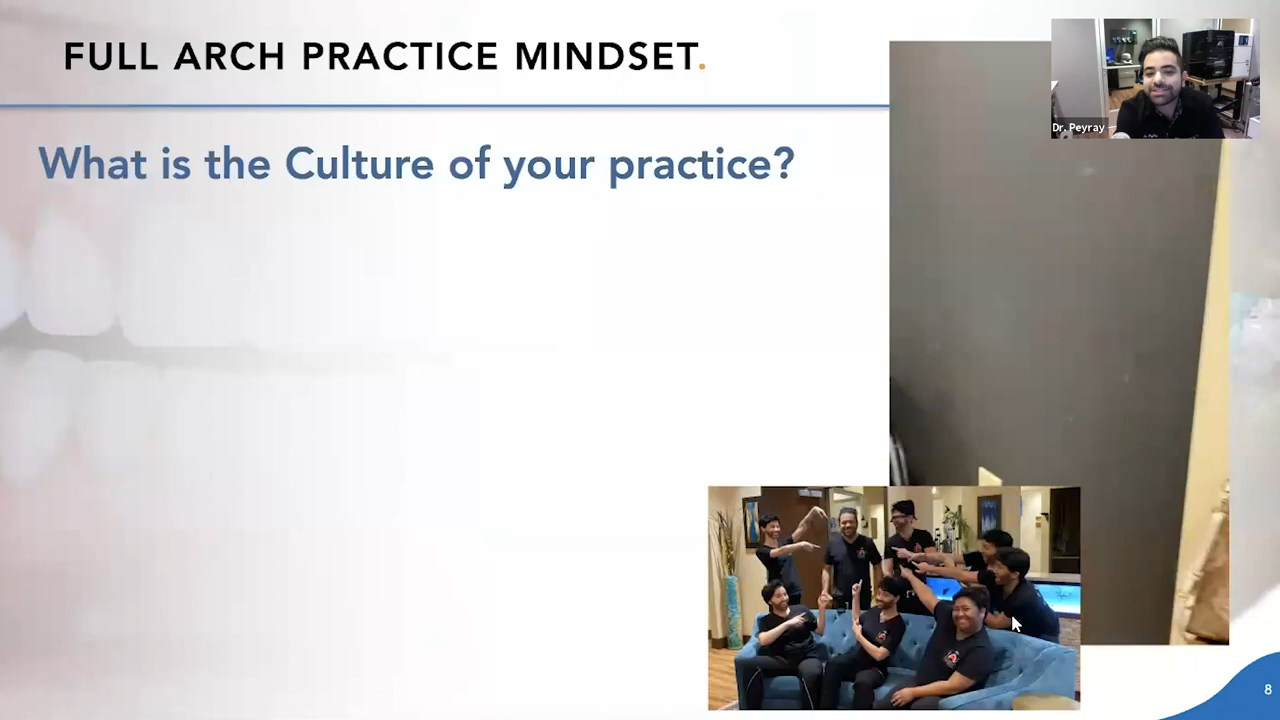 FULL ARCH PRACTICE MINDSET.
Dr. Peyray
What is the Culture of your practice?
8